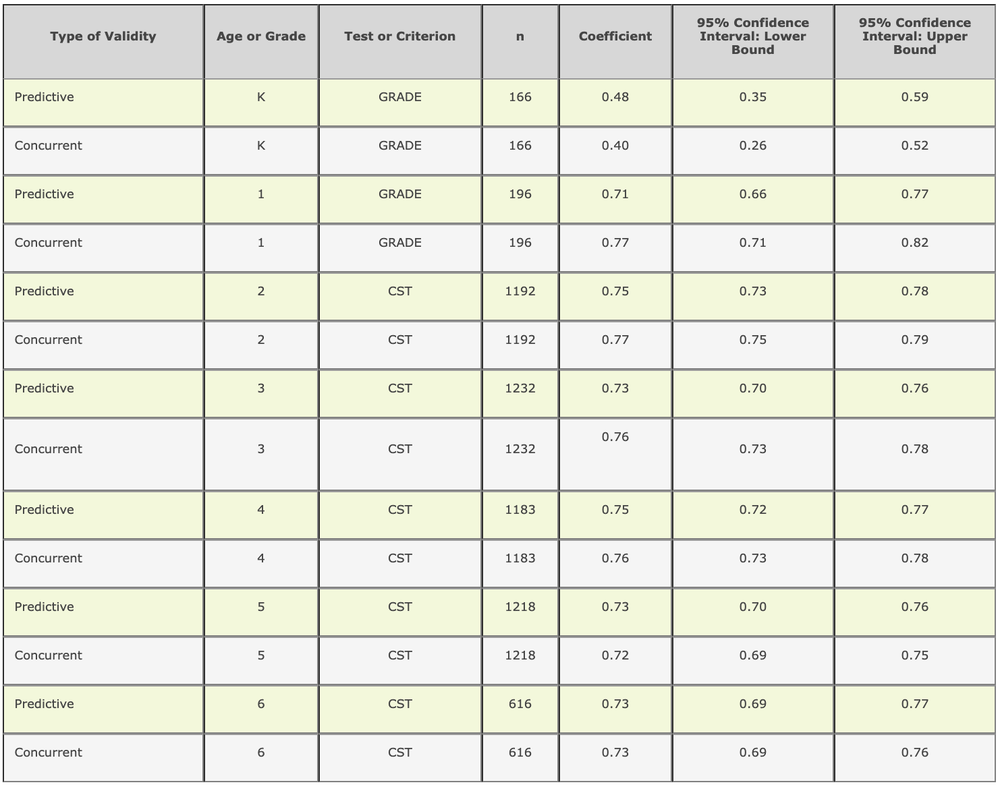 Type of Validity Age or Grade Test or Criterion n Coefficient 95% Confidence Interval: Lower Bound 95% Confidence Interval: Upper Bound
Predictive K GRADE 166 0.48 0.35 0.59
Concurrent K GRADE 166 0.40 0.26 0.52
Predictive 1 GRADE 196 0.71 0.66 0.77
Concurrent 1 GRADE 196 0.77 0.71 0.82
Predictive 2 CST 1192 0.75 0.73 0.78
Concurrent 2 CST 1192 0.77 0.75 0.79
Predictive 3 CST 1232 0.73 0.70 0.76
Concurrent 3 CST 1232 0.76 0.73 0.78
Predictive 4 CST 1183 0.75 0.72 0.77
Concurrent 4 CST 1183 0.76 0.73 0.78
Predictive 5 CST 1218 0.73 0.70 0.76
Concurrent 5 CST 1218 0.72 0.69 0.75
Predictive 6 CST 616 0.73 0.69 0.77
Concurrent 6 CST 616 0.73 0.69 0.76